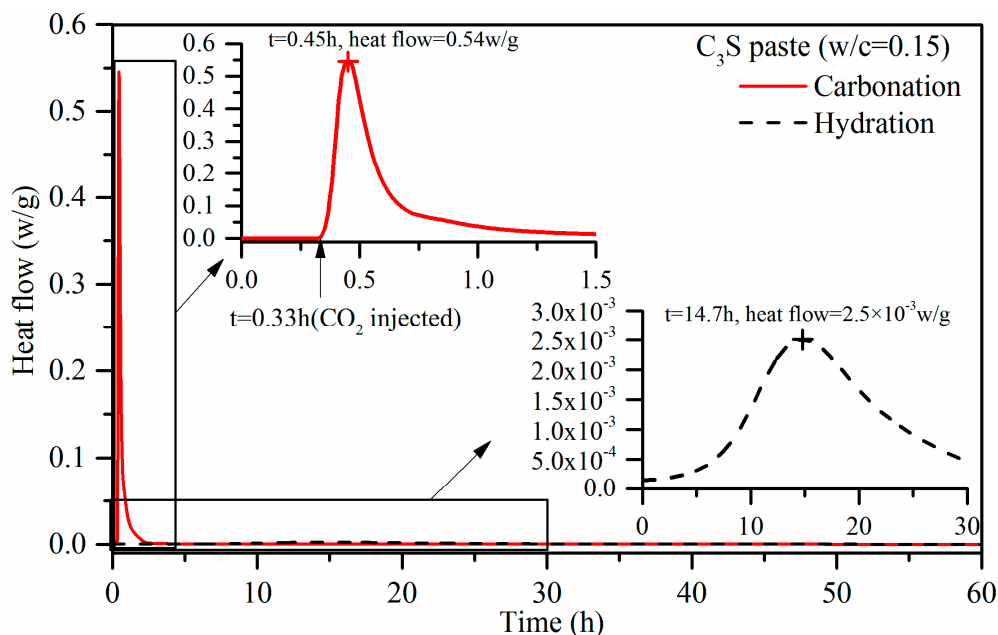 0.6
0.5
0.4
0.3
0.2
0.1
0.0
Heat flow (w/g)
0 10 20 30 40 50 60
Time (h)
C₃S paste (w/c=0.15)
Carbonation
Hydration
t=0.45h, heat flow=0.54w/g
0.6
0.5
0.4
0.3
0.2
0.1
0.0
0.0 0.5 1.0 1.5
t=0.33h(CO₂ injected)
t=14.7h, heat flow=2.5×10⁻³w/g
3.0x10⁻³
2.5x10⁻³
2.0x10⁻³
1.5x10⁻³
1.0x10⁻³
5.0x10⁻⁴
0.0
0 10 20 30